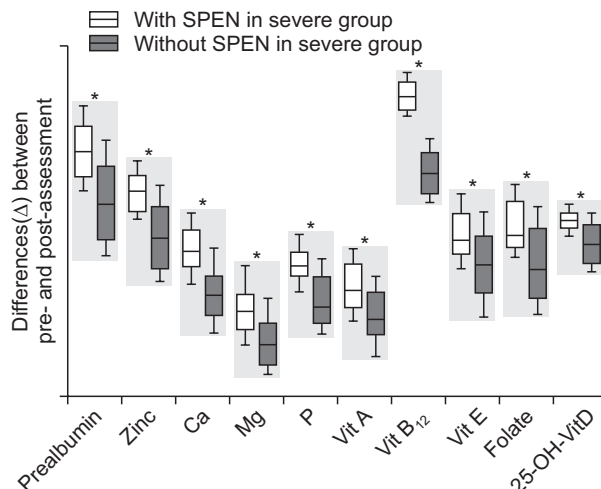 With SPEN in severe group
Without SPEN in severe group
Differences(Δ) between
pre- and post-assessment
* * * * * * * * * *
Prealbumin
Zinc
Ca
Mg
P
Vit A
Vit B₁₂
Vit E
Folate
25-OH-VitD